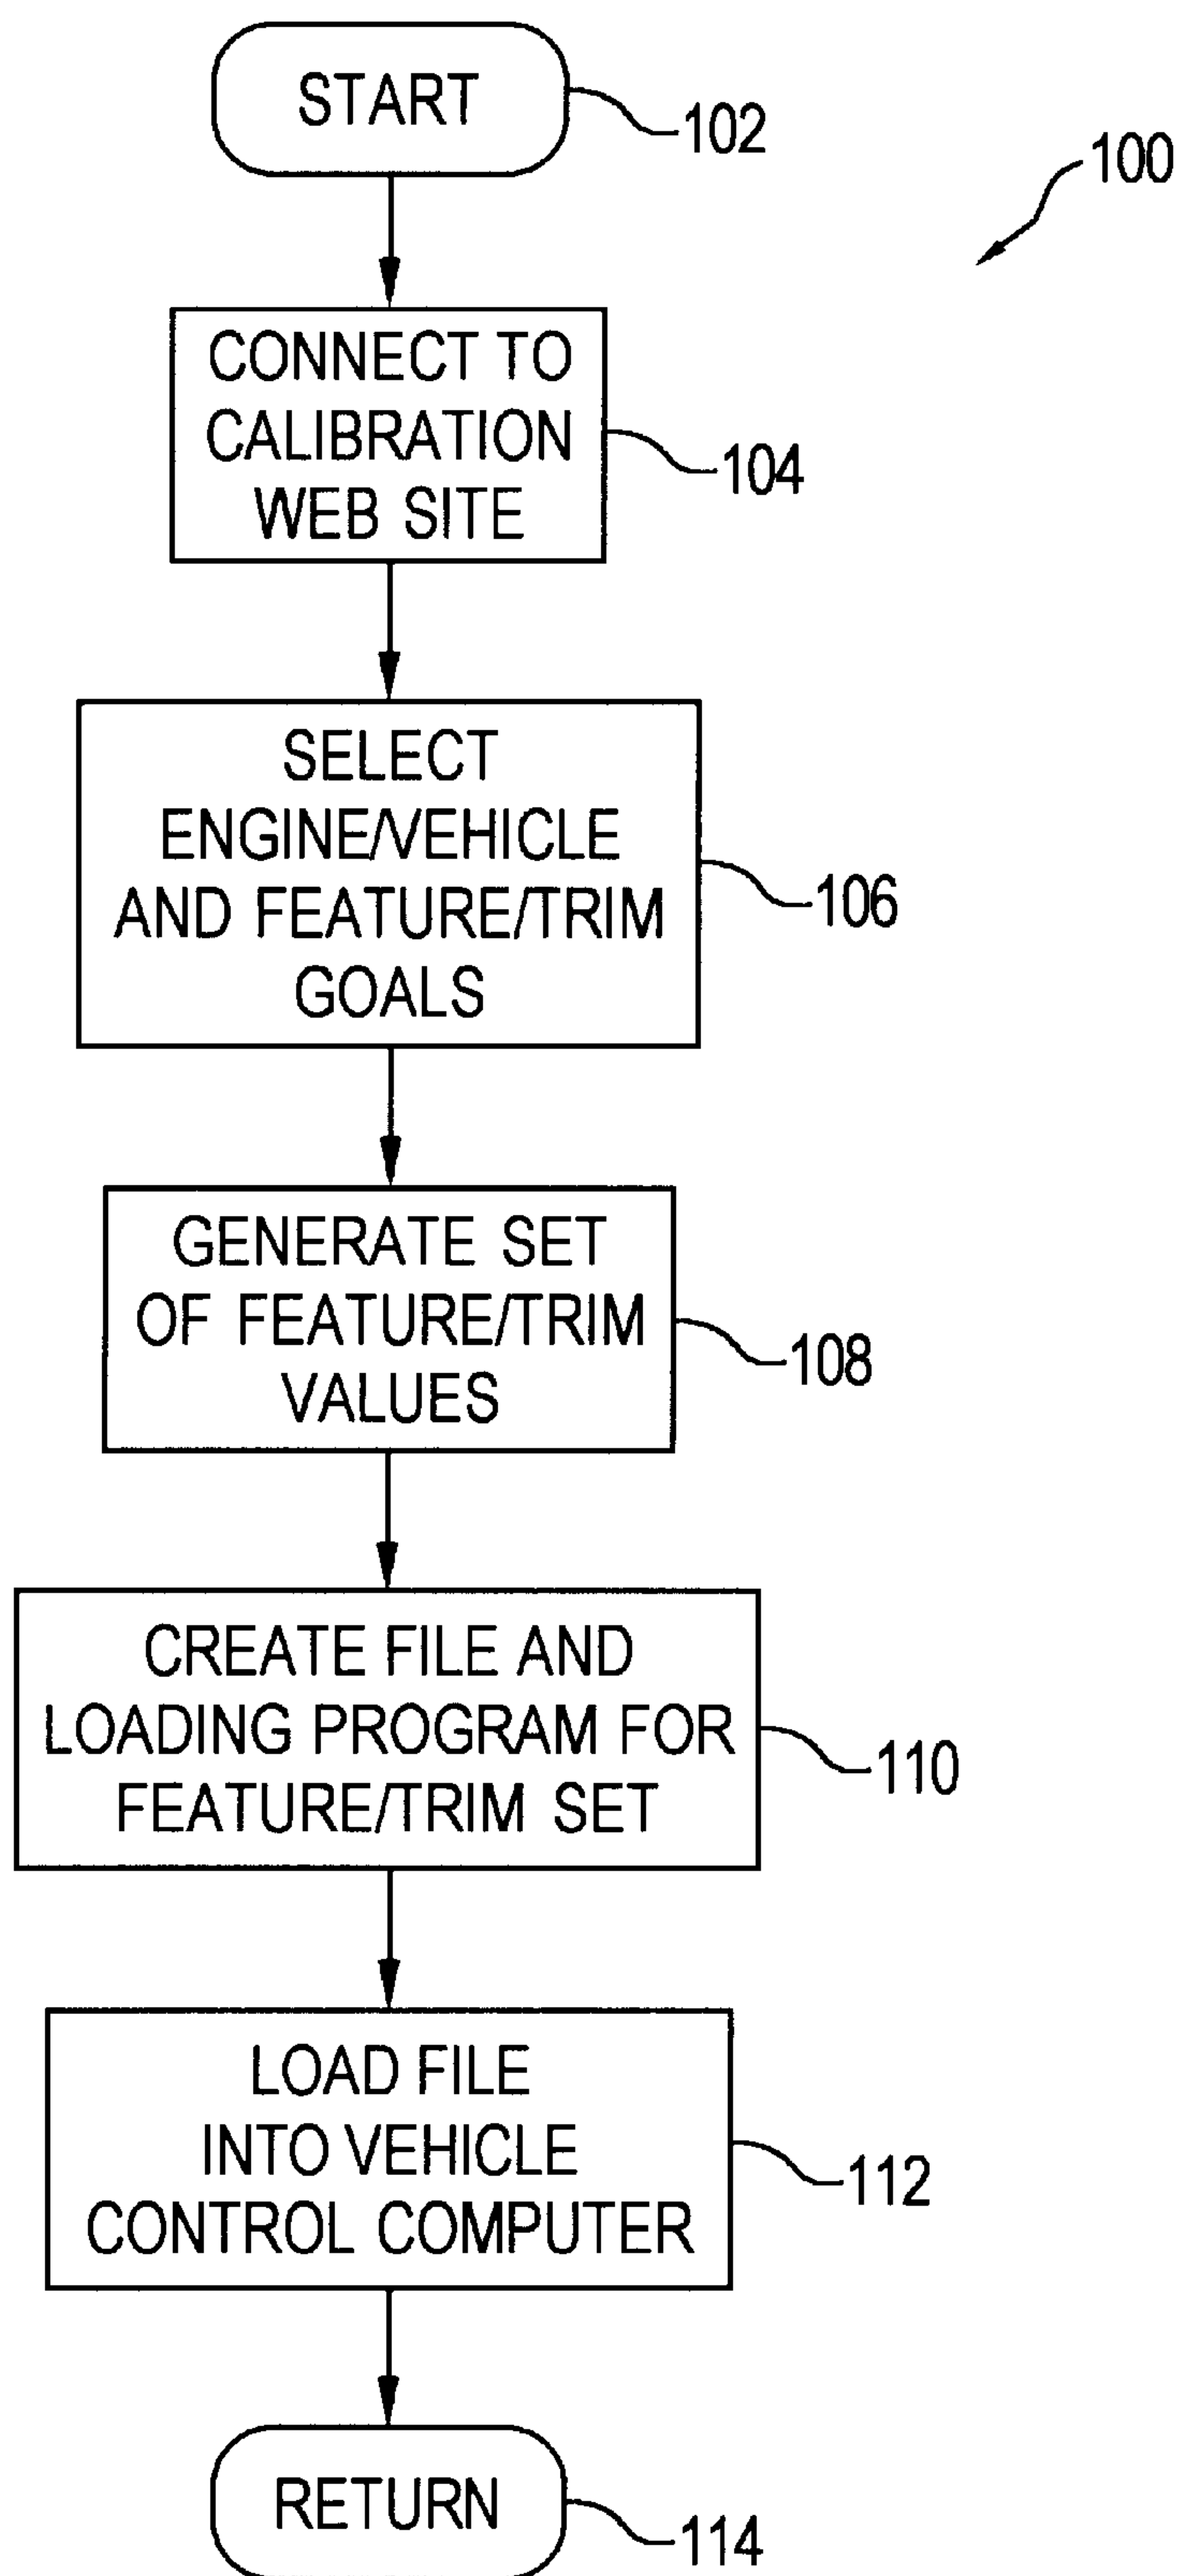 START
102
100
CONNECT TO
CALIBRATION
WEB SITE
104
SELECT
ENGINE/VEHICLE
AND FEATURE/TRIM
GOALS
106
GENERATE SET
OF FEATURE/TRIM
VALUES
108
CREATE FILE AND
LOADING PROGRAM FOR
FEATURE/TRIM SET
110
LOAD FILE
INTO VEHICLE
CONTROL COMPUTER
112
RETURN
114